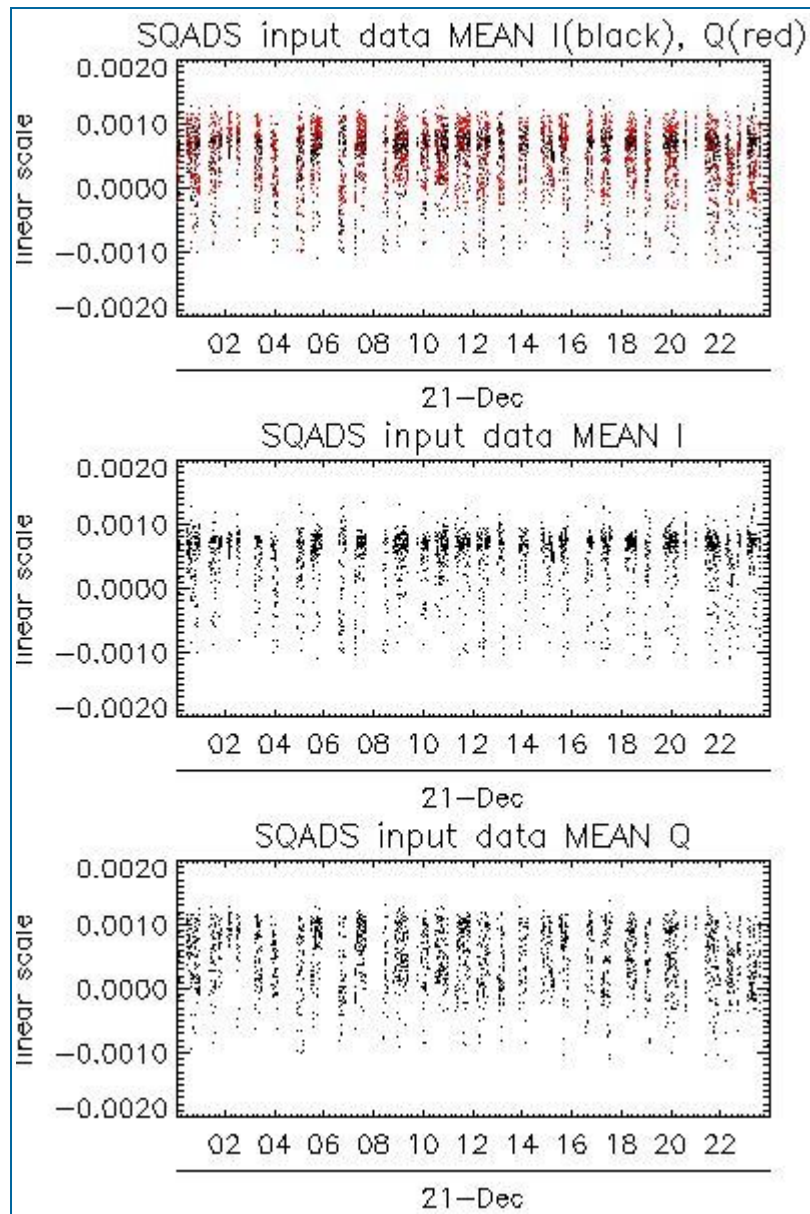 SQADS input data MEAN I(black), Q(red)
0.0020
0.0010
0.0000
−0.0010
−0.0020
linear scale
02 04 06 08 10 12 14 16 18 20 22
21−Dec
SQADS input data MEAN I
0.0020
0.0010
0.0000
−0.0010
−0.0020
linear scale
02 04 06 08 10 12 14 16 18 20 22
21−Dec
SQADS input data MEAN Q
0.0020
0.0010
0.0000
−0.0010
−0.0020
linear scale
02 04 06 08 10 12 14 16 18 20 22
21−Dec